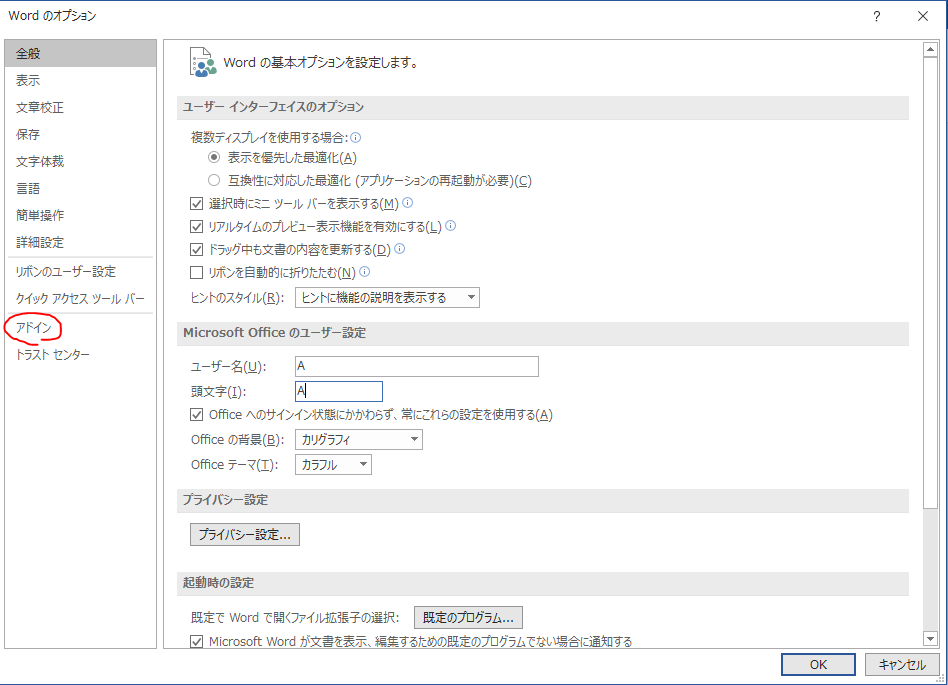 Word のオプション
?
全般
表示
文章校正
保存
文字体裁
言語
簡単操作
詳細設定
リボンのユーザー設定
クイック アクセス ツール バー
アドイン
トラスト センター
Word の基本オプションを設定します。
ユーザー インターフェイスのオプション
複数ディスプレイを使用する場合:
表示を優先した最適化(A)
互換性に対応した最適化 (アプリケーションの再起動が必要)(C)
選択時にミニ ツール バーを表示する(M)
リアルタイムのプレビュー表示機能を有効にする(L)
ドラッグ中も文書の内容を更新する(D)
リボンを自動的に折りたたむ(N)
ヒントのスタイル(R): ヒントに機能の説明を表示する
Microsoft Office のユーザー設定
ユーザー名(U): A
頭文字(I): A
Office へのサインイン状態にかかわらず、常にこれらの設定を使用する(A)
Office の背景(B): カリグラフィ
Office テーマ(T): カラフル
プライバシー設定
プライバシー設定...
起動時の設定
既定で Word で開くファイル拡張子の選択: 既定のプログラム...
Microsoft Word が文書を表示、編集するための既定のプログラムでない場合に通知する
OK キャンセル